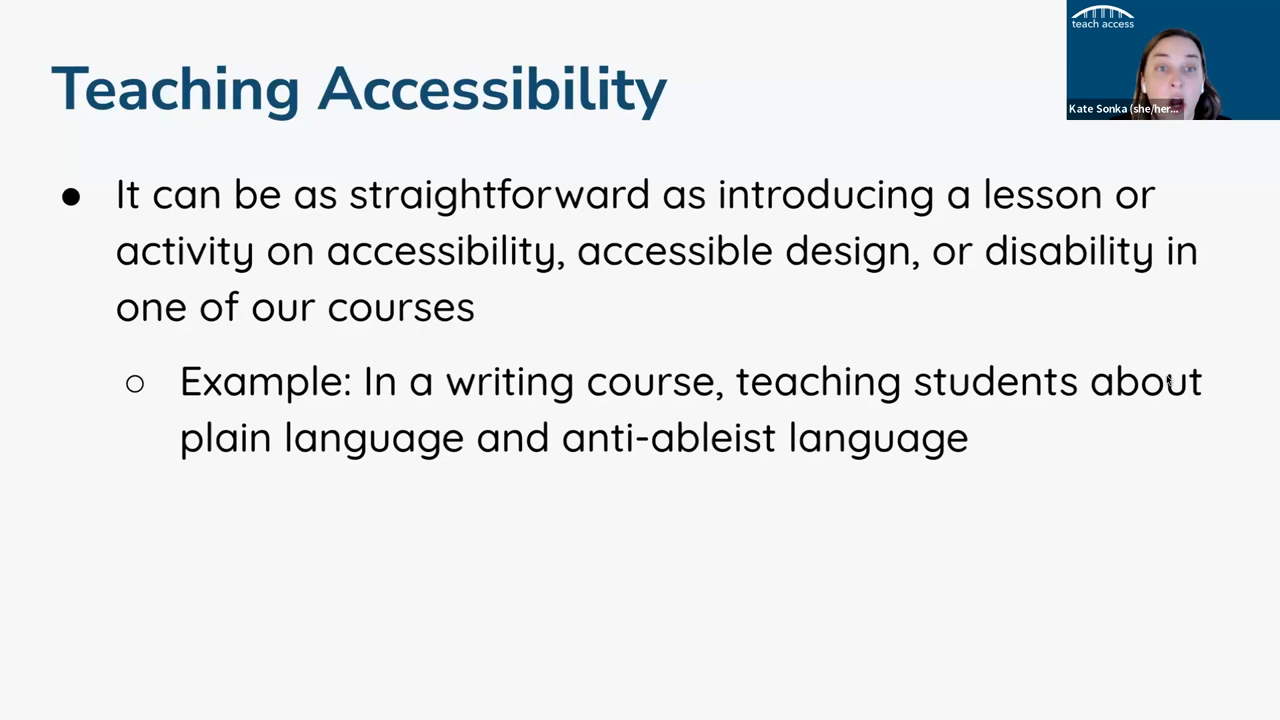 teach access
Kate Sonka (she/her...
Teaching Accessibility
● It can be as straightforward as introducing a lesson or
activity on accessibility, accessible design, or disability in
one of our courses
○ Example: In a writing course, teaching students about
plain language and anti-ableist language